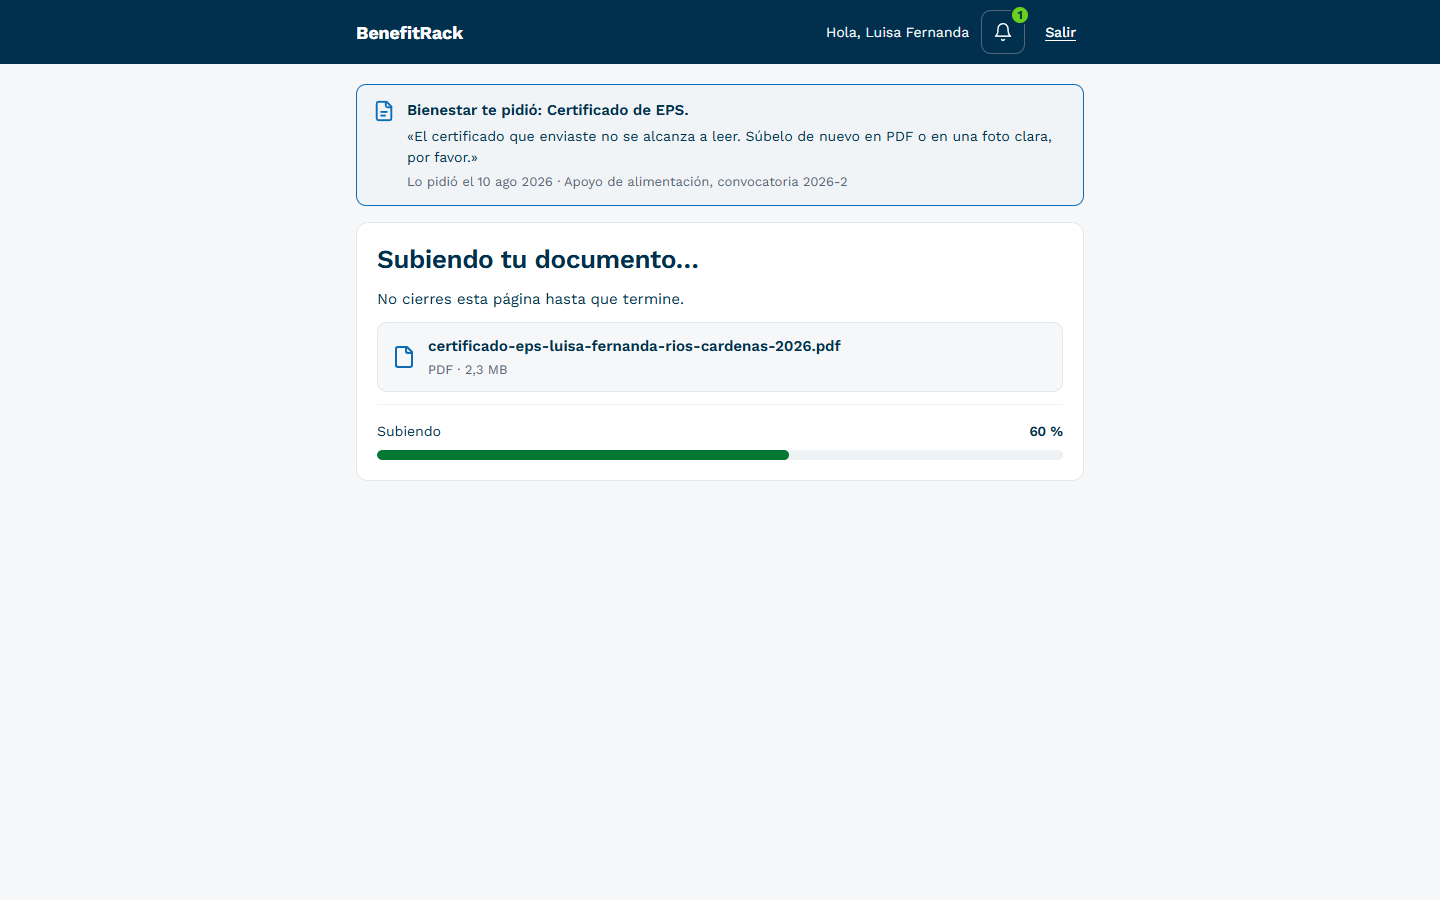 BenefitRack
Hola, Luisa Fernanda
1
Salir
Bienestar te pidió: Certificado de EPS.
«El certificado que enviaste no se alcanza a leer. Súbelo de nuevo en PDF o en una foto clara,
por favor.»
Lo pidió el 10 ago 2026 · Apoyo de alimentación, convocatoria 2026-2
Subiendo tu documento...
No cierres esta página hasta que termine.
certificado-eps-luisa-fernanda-rios-cardenas-2026.pdf
PDF · 2,3 MB
Subiendo
60 %